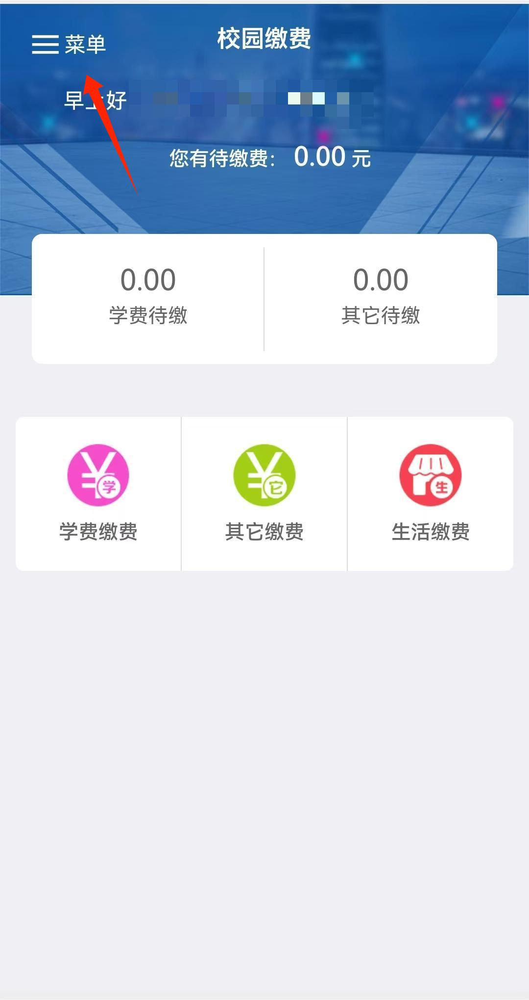 菜单
校园缴费
早上好
您有待缴费： 0.00 元
0.00
学费待缴
0.00
其它待缴
学
学费缴费
它
其它缴费
生
生活缴费